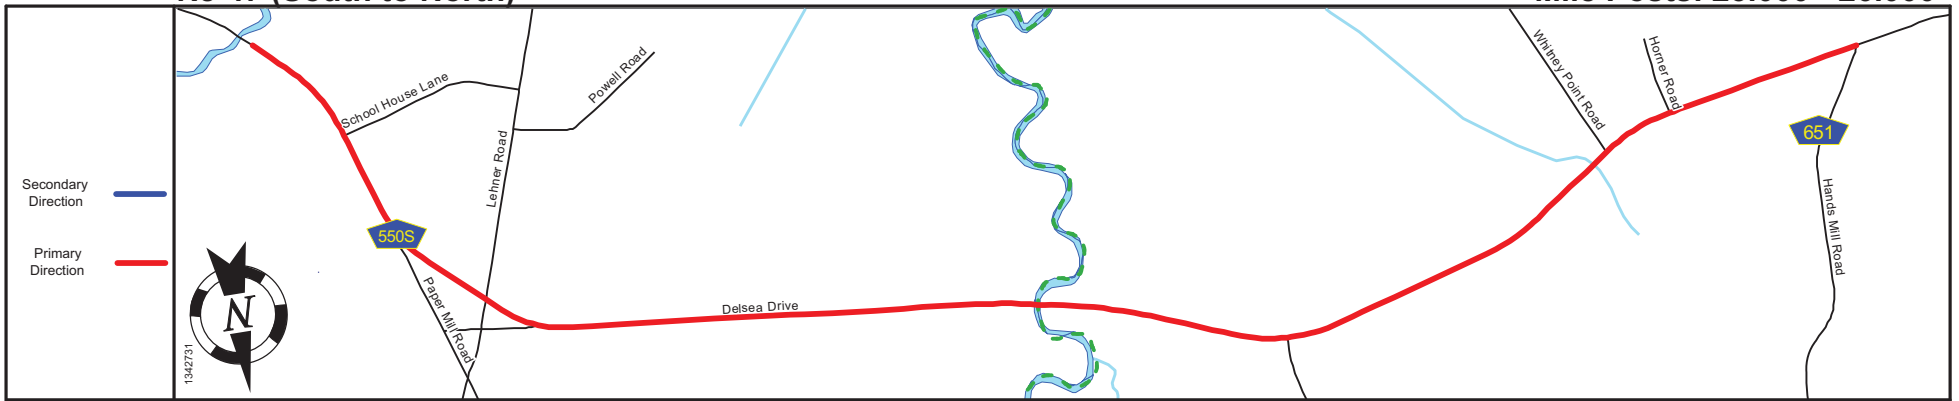 Secondary
Direction
Primary
Direction
School House Lane
Powell Road
Lehner Road
550S
Paper Mill Road
Delsea Drive
Whitney Point Road
Horner Road
651
Hands Mill Road
N
1342731